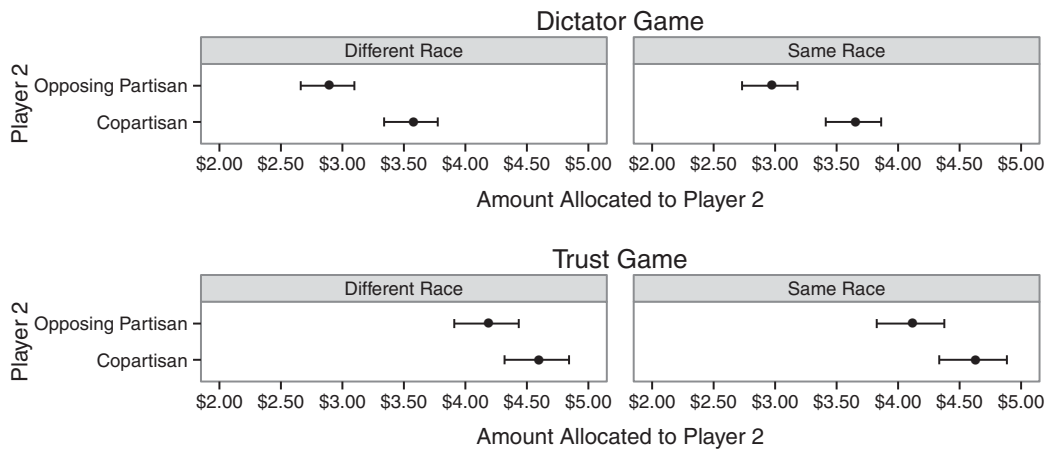 Dictator Game
Different Race
Same Race
Player 2
Opposing Partisan
Copartisan
$2.00 $2.50 $3.00 $3.50 $4.00 $4.50 $5.00
$2.00 $2.50 $3.00 $3.50 $4.00 $4.50 $5.00
Amount Allocated to Player 2
Trust Game
Different Race
Same Race
Player 2
Opposing Partisan
Copartisan
$2.00 $2.50 $3.00 $3.50 $4.00 $4.50 $5.00
$2.00 $2.50 $3.00 $3.50 $4.00 $4.50 $5.00
Amount Allocated to Player 2